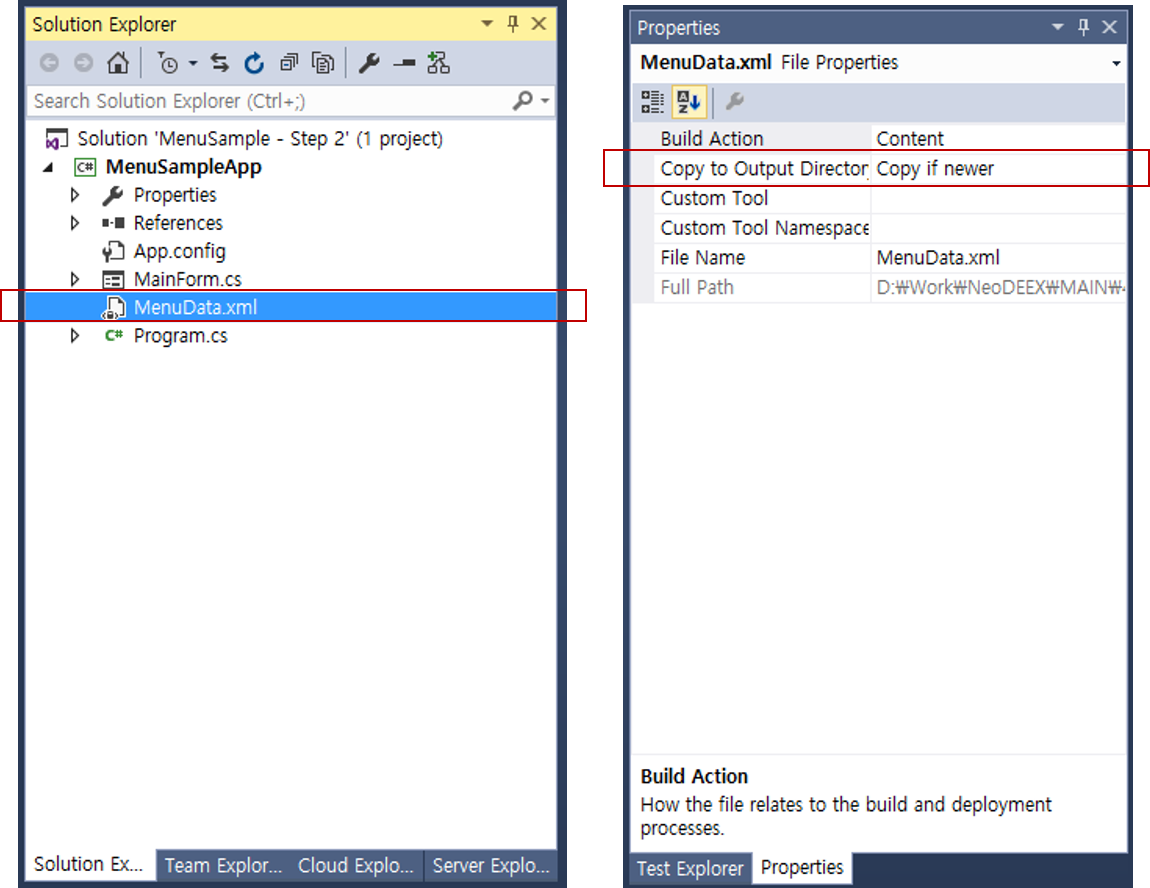 Solution Explorer
Search Solution Explorer (Ctrl+;)
Solution 'MenuSample - Step 2' (1 project)
C# MenuSampleApp
Properties
References
App.config
MainForm.cs
MenuData.xml
C# Program.cs
Solution Ex... Team Explor... Cloud Explo... Server Explo...
Properties
MenuData.xml File Properties
Build Action Content
Copy to Output Director Copy if newer
Custom Tool
Custom Tool Namespace
File Name MenuData.xml
Full Path D:₩Work₩NeoDEEX₩MAIN₩
Build Action
How the file relates to the build and deployment
processes.
Test Explorer Properties